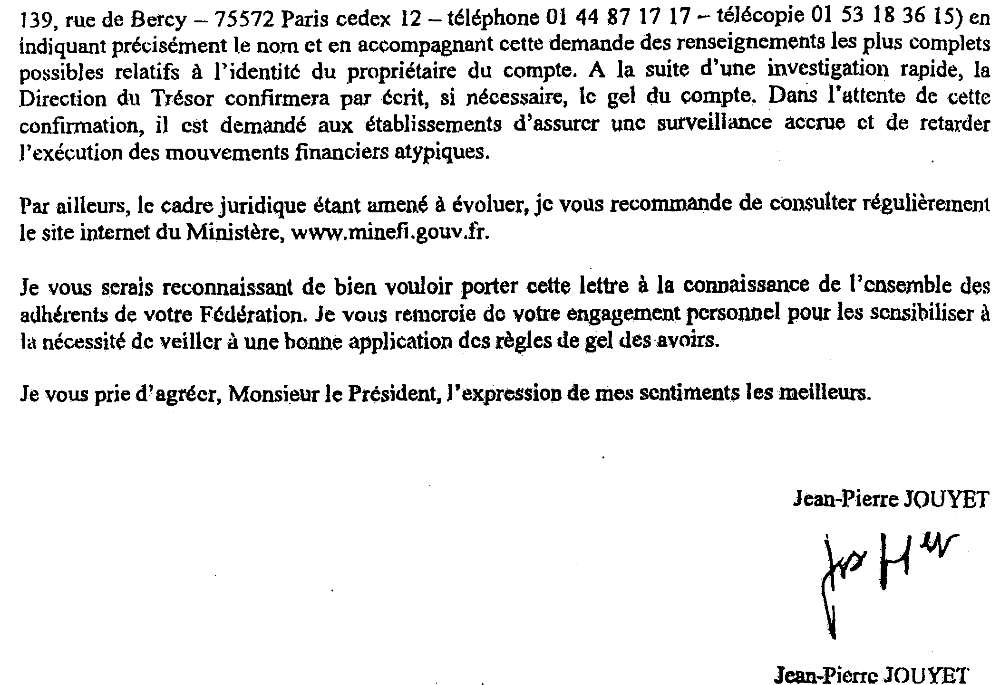 139, rue de Bercy – 75572 Paris cedex 12 – téléphone 01 44 87 17 17 – télécopie 01 53 18 36 15) en
indiquant précisément le nom et en accompagnant cette demande des renseignements les plus complets
possibles relatifs à l'identité du propriétaire du compte. A la suite d'une investigation rapide, la
Direction du Trésor confirmera par écrit, si nécessaire, le gel du compte. Dans l'attente de cette
confirmation, il est demandé aux établissements d'assurer une surveillance accrue et de retarder
l'exécution des mouvements financiers atypiques.
Par ailleurs, le cadre juridique étant amené à évoluer, je vous recommande de consulter régulièrement
le site internet du Ministère, www.minefi.gouv.fr.
Je vous serais reconnaissant de bien vouloir porter cette lettre à la connaissance de l'ensemble des
adhérents de votre Fédération. Je vous remercie de votre engagement personnel pour les sensibiliser à
la nécessité de veiller à une bonne application des règles de gel des avoirs.
Je vous prie d'agréer, Monsieur le Président, l'expression de mes sentiments les meilleurs.
Jean-Pierre JOUYET
Jean-Pierre JOUYET